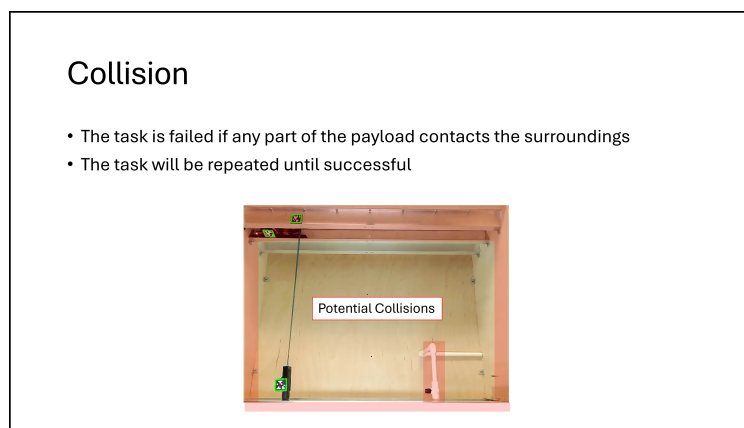 Collision
• The task is failed if any part of the payload contacts the surroundings
• The task will be repeated until successful
Potential Collisions